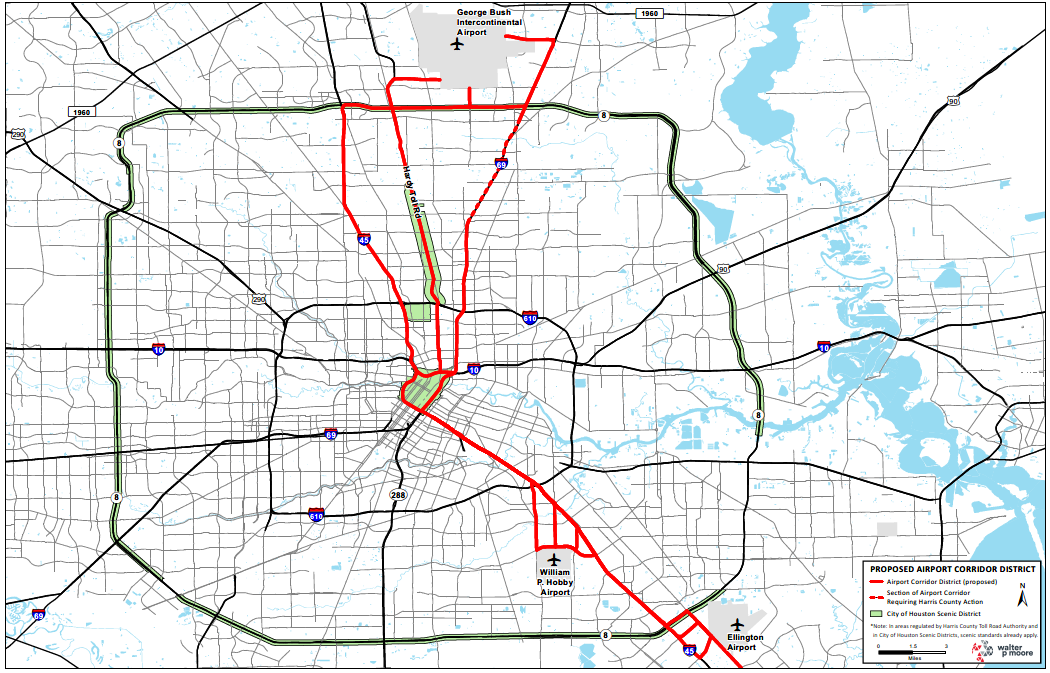 George Bush
Intercontinental
Airport
1960
90
1960
290
8
8
69
Hardy Toll Rd
45
90
290
610
10
10
10
8
69
8
288
610
William
P. Hobby
Airport
69
8
Ellington
Airport
45
PROPOSED AIRPORT CORRIDOR DISTRICT
Airport Corridor District (proposed)
Section of Airport Corridor
Requiring Harris County Action
City of Houston Scenic District
N
*Note: In areas regulated by Harris County Toll Road Authority and
in City of Houston Scenic Districts, scenic standards already apply.
0 1.5 3
Miles
walter
p moore